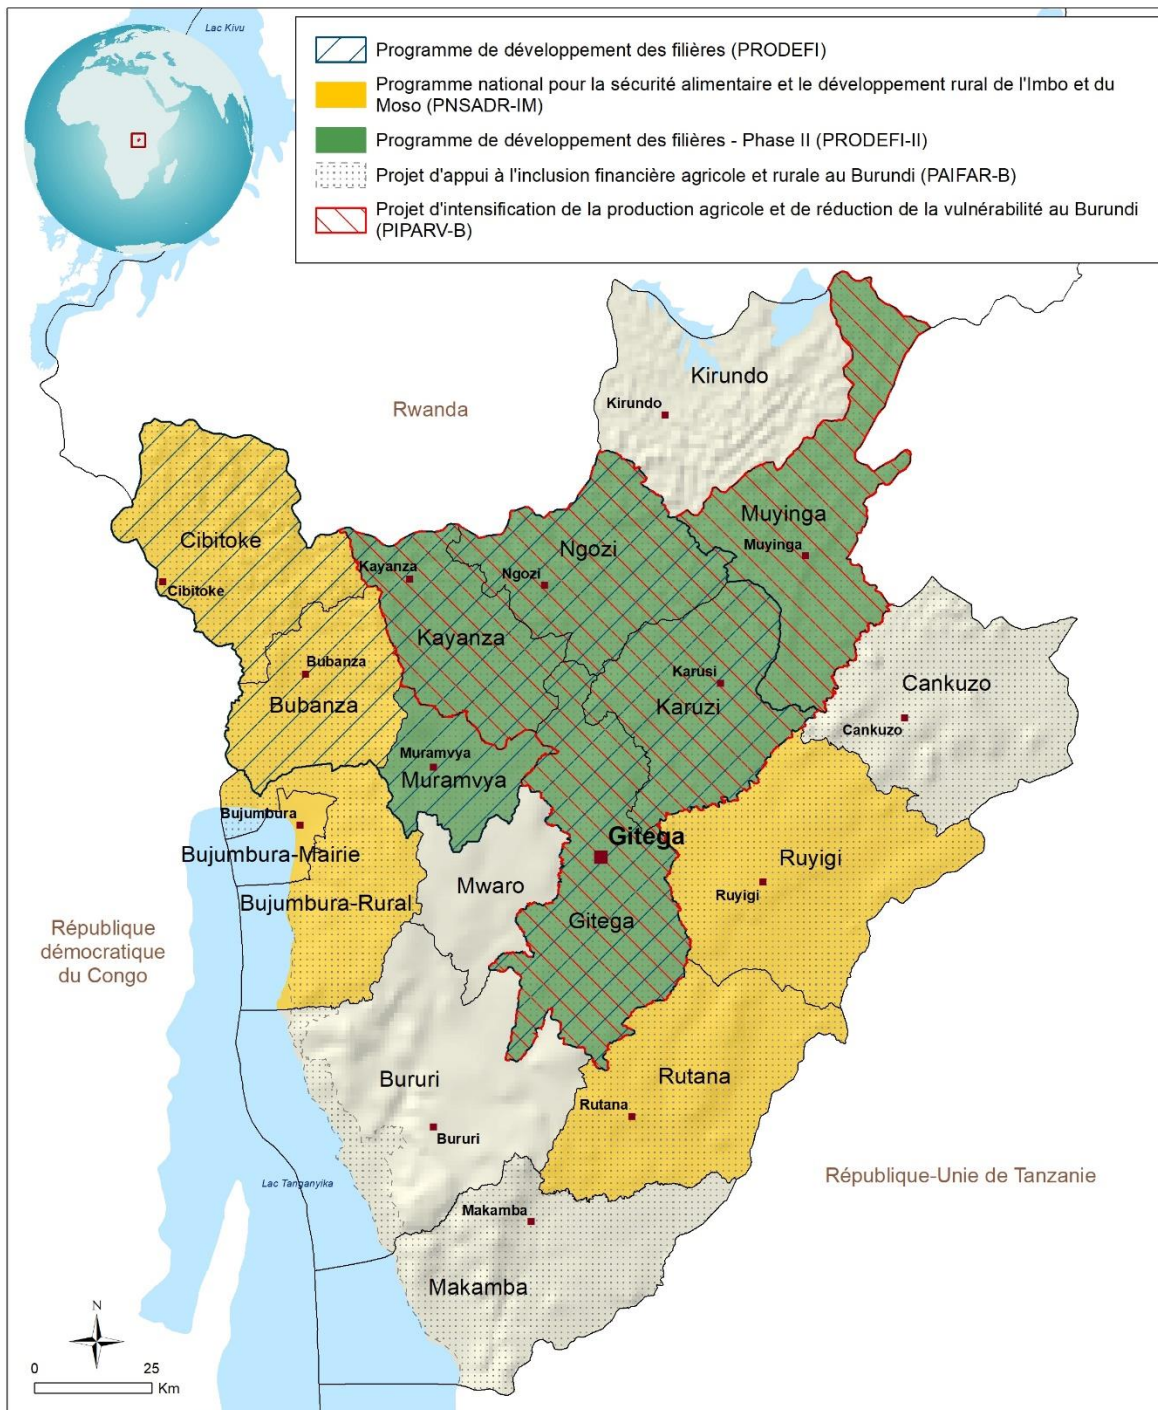 Lac Kivu
Programme de développement des filières (PRODEFI)
Programme national pour la sécurité alimentaire et le développement rural de l'Imbo et du
Moso (PNSADR-IM)
Programme de développement des filières - Phase II (PRODEFI-II)
Projet d'appui à l'inclusion financière agricole et rurale au Burundi (PAIFAR-B)
Projet d'intensification de la production agricole et de réduction de la vulnérabilité au Burundi
(PIPARV-B)
Kirundo
Kirundo
Rwanda
Muyinga
Muyinga
Cibitoke
Cibitoke
Ngozi
Ngozi
Kayanza
Kayanza
Bubanza
Bubanza
Karusi
Karuzi
Cankuzo
Cankuzo
Muramvya
Muramvya
Bujumbura
Bujumbura-Mairie
Gitega
Ruyigi
Ruyigi
Mwaro
Bujumbura-Rural
Gitega
République
démocratique
du Congo
Bururi
Bururi
Rutana
Rutana
Lac Tanganyika
République-Unie de Tanzanie
Makamba
Makamba
N
0 25
Km